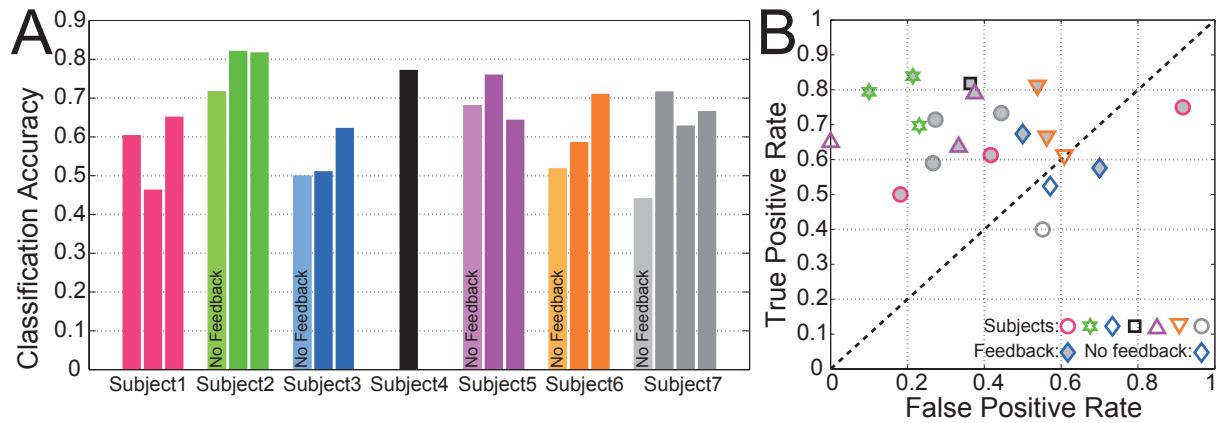 A
Classification Accuracy
0.9
0.8
0.7
0.6
0.5
0.4
0.3
0.2
0.1
0
No Feedback
No Feedback
No Feedback
No Feedback
No Feedback
Subject1 Subject2 Subject3 Subject4 Subject5 Subject6 Subject7
B
True Positive Rate
1
0.9
0.8
0.7
0.6
0.5
0.4
0.3
0.2
0.1
0
Subjects:
Feedback: No feedback:
0 0.2 0.4 0.6 0.8 1
False Positive Rate